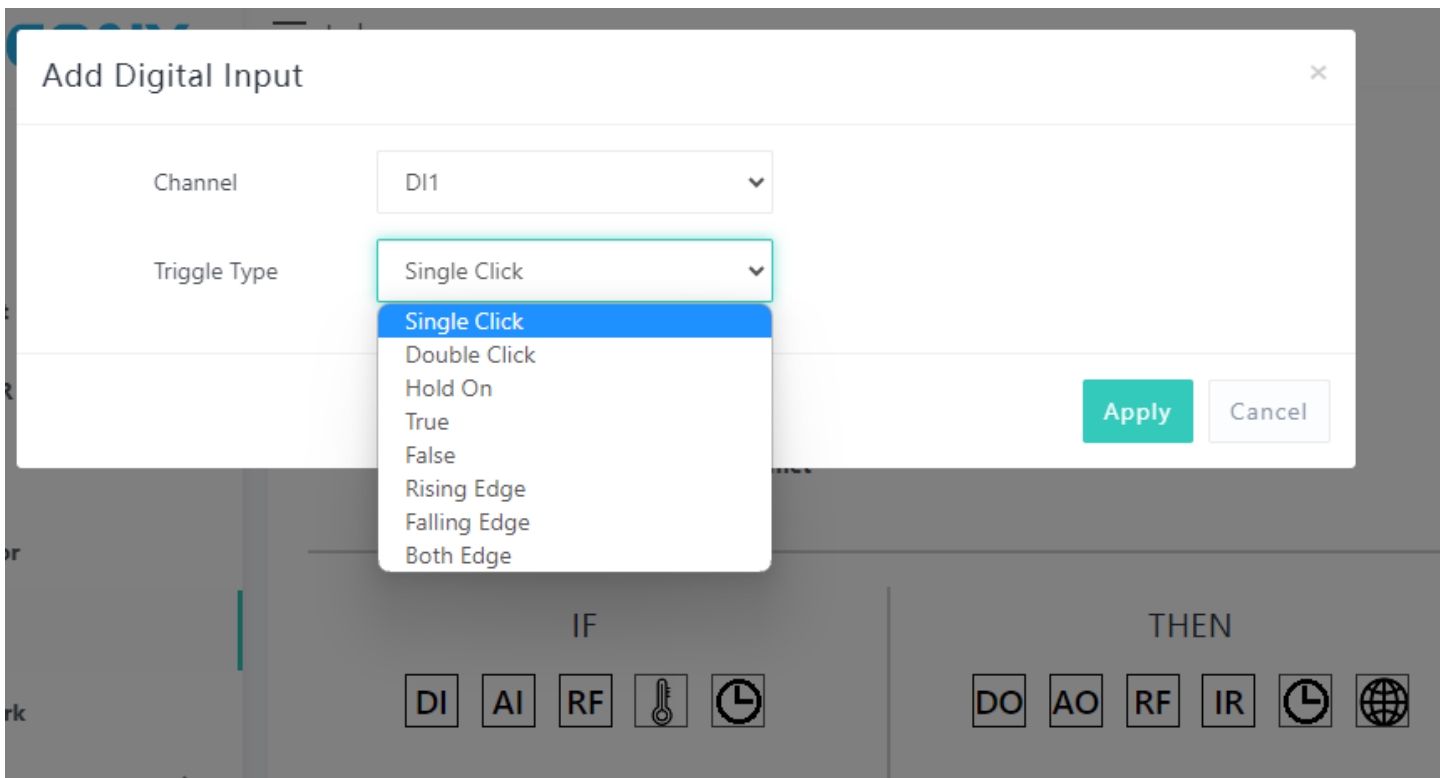 Add Digital Input ×
Channel DI1
Triggle Type Single Click
Single Click
Double Click
Hold On
True
False
Rising Edge
Falling Edge
Both Edge
Apply Cancel
IF THEN
DI AI RF DO AO RF IR